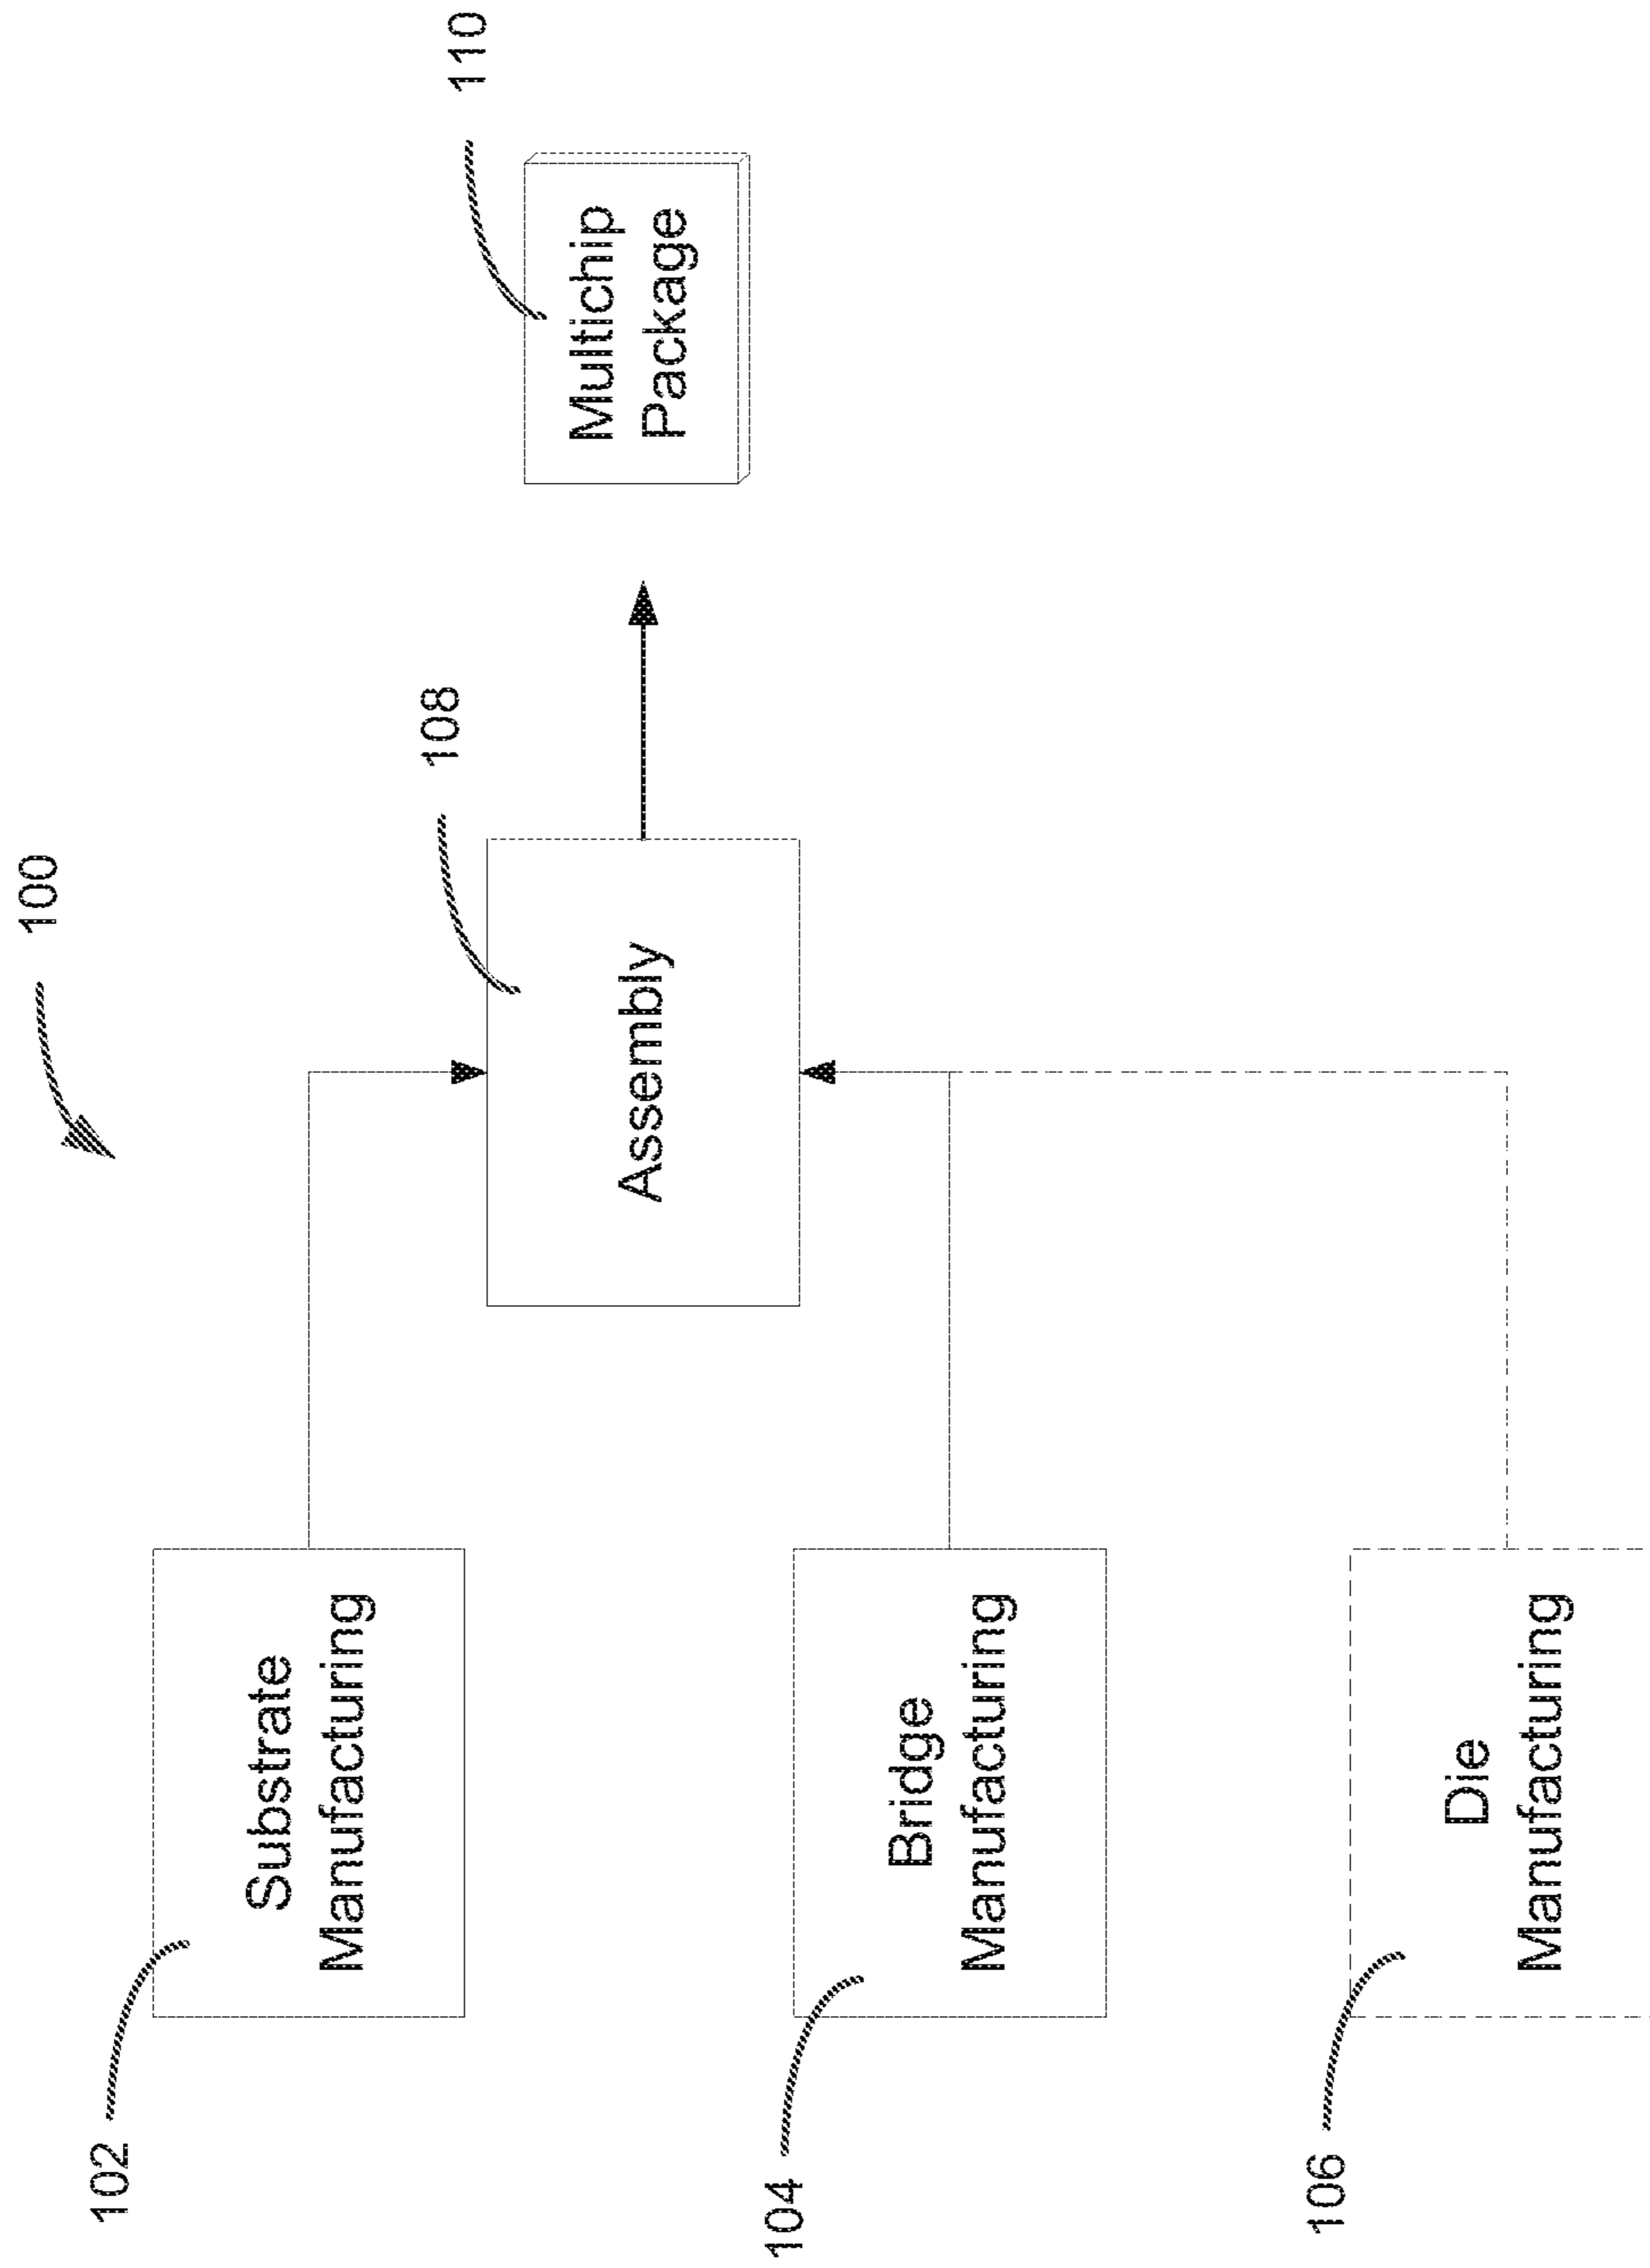 100
102
Substrate
Manufacturing
104
Bridge
Manufacturing
106
Die
Manufacturing
108
Assembly
110
Multichip
Package